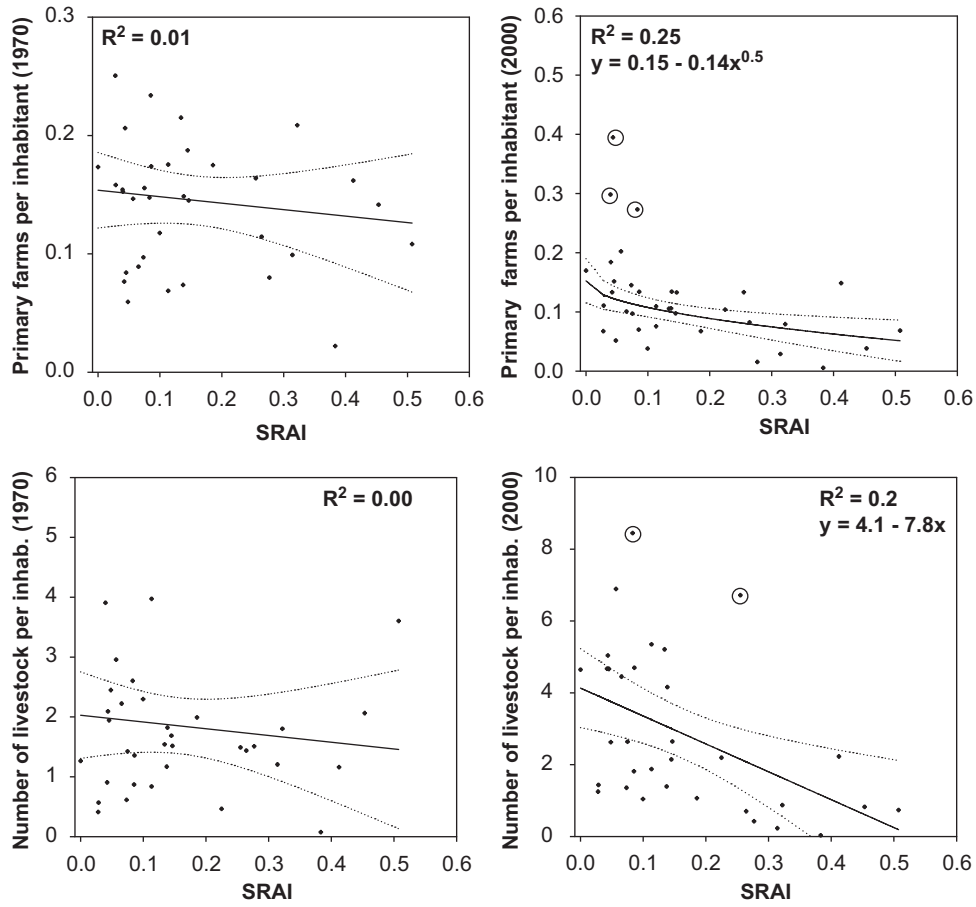 Primary farms per inhabitant (1970)
0.3
0.2
0.1
0.0
R² = 0.01
0.0 0.1 0.2 0.3 0.4 0.5 0.6
SRAI
Primary farms per inhabitant (2000)
0.6
0.5
0.4
0.3
0.2
0.1
0.0
R² = 0.25
y = 0.15 - 0.14x^0.5
0.0 0.1 0.2 0.3 0.4 0.5 0.6
SRAI
Number of livestock per inhab. (1970)
6
5
4
3
2
1
0
R² = 0.00
0.0 0.1 0.2 0.3 0.4 0.5 0.6
SRAI
Number of livestock per inhab. (2000)
10
8
6
4
2
0
R² = 0.2
y = 4.1 - 7.8x
0.0 0.1 0.2 0.3 0.4 0.5 0.6
SRAI